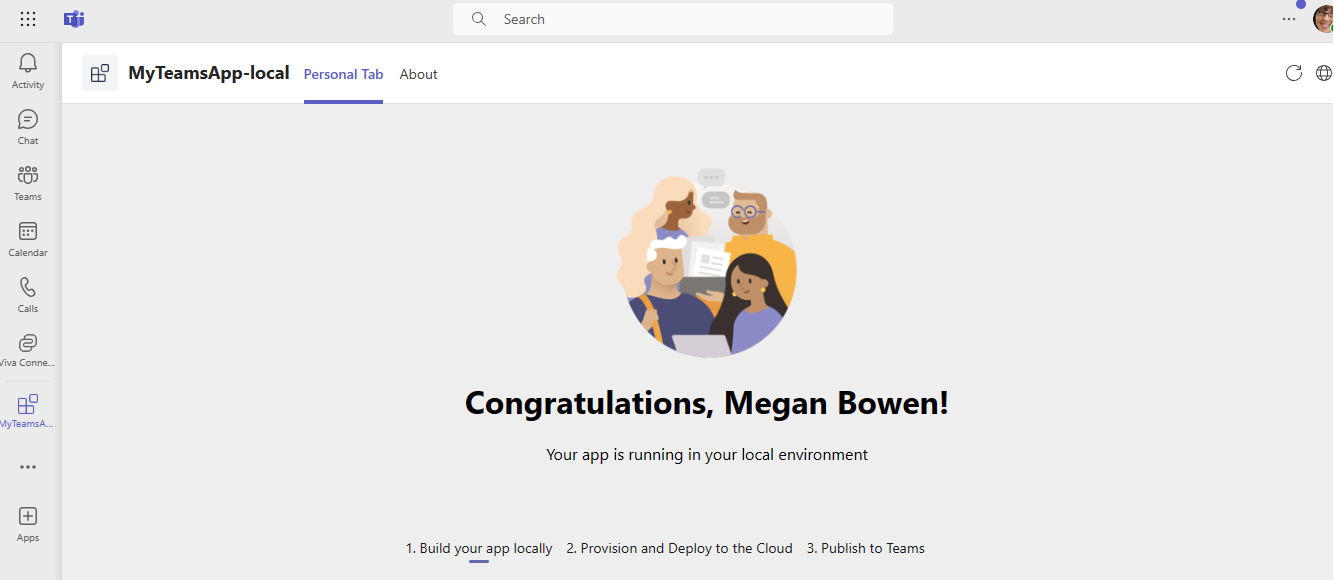 Search
MyTeamsApp-local Personal Tab About
Activity
Chat
Teams
Calendar
Calls
Viva Conne...
MyTeamsA...
Apps
Congratulations, Megan Bowen!
Your app is running in your local environment
1. Build your app locally 2. Provision and Deploy to the Cloud 3. Publish to Teams